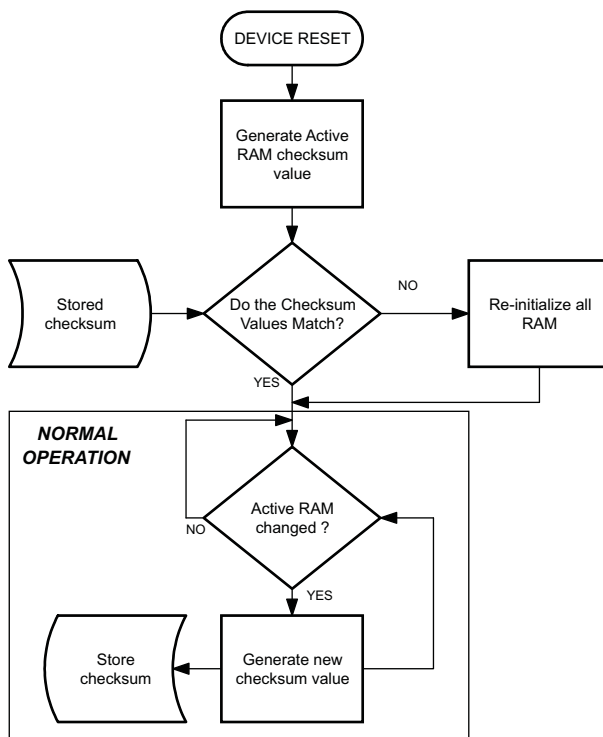 DEVICE RESET
Generate Active
RAM checksum
value
Stored
checksum
Do the Checksum
Values Match?
NO
Re-initialize all
RAM
YES
NORMAL
OPERATION
Active RAM
changed ?
NO
YES
Store
checksum
Generate new
checksum value